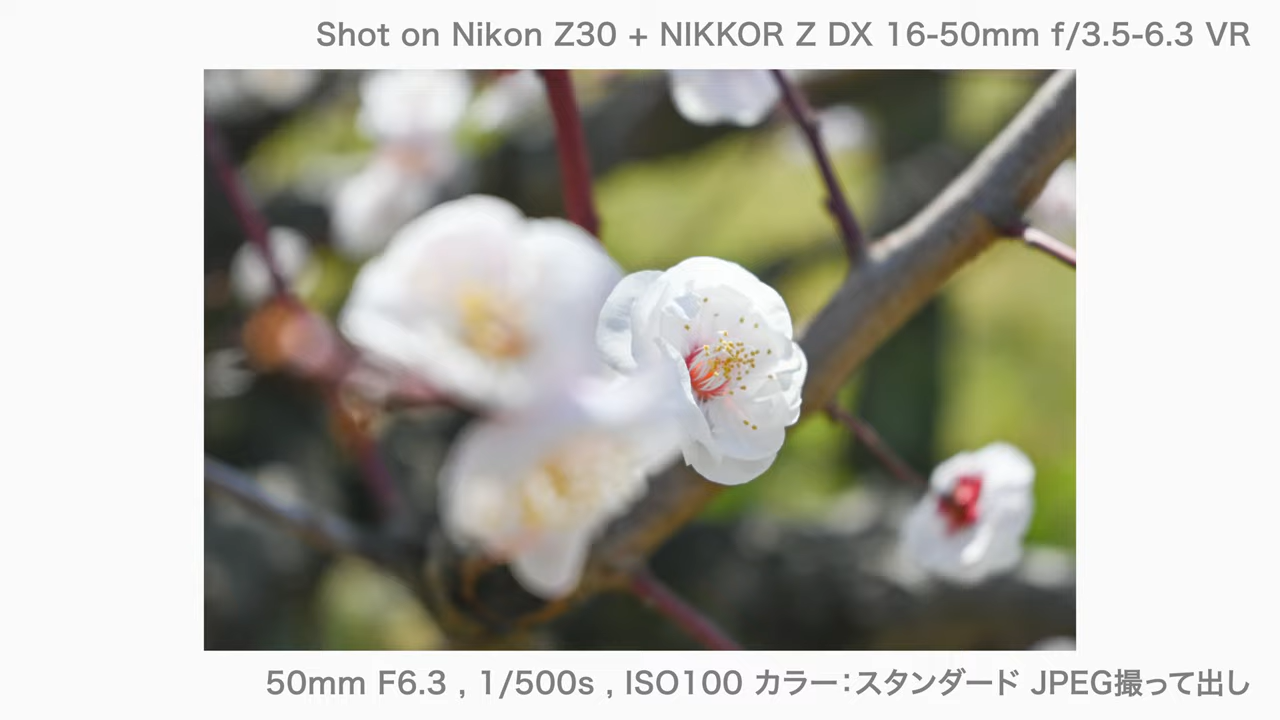 Shot on Nikon Z30 + NIKKOR Z DX 16-50mm f/3.5-6.3 VR
50mm F6.3 , 1/500s , ISO100 カラー：スタンダード JPEG撮って出し